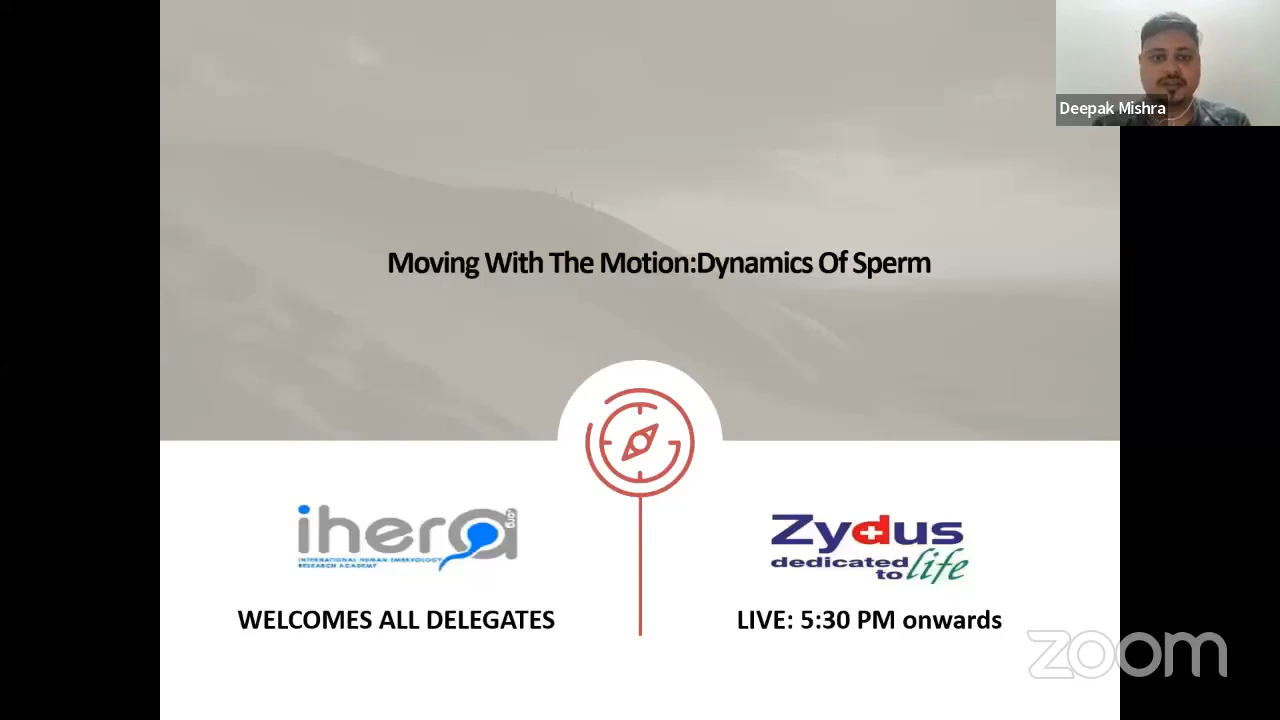 Deepak Mishra
Moving With The Motion:Dynamics Of Sperm
ihera.org
INTERNATIONAL HUMAN EMBRYOLOGY
RESEARCH ACADEMY
Zydus
dedicated
to life
WELCOMES ALL DELEGATES
LIVE: 5:30 PM onwards
zoom